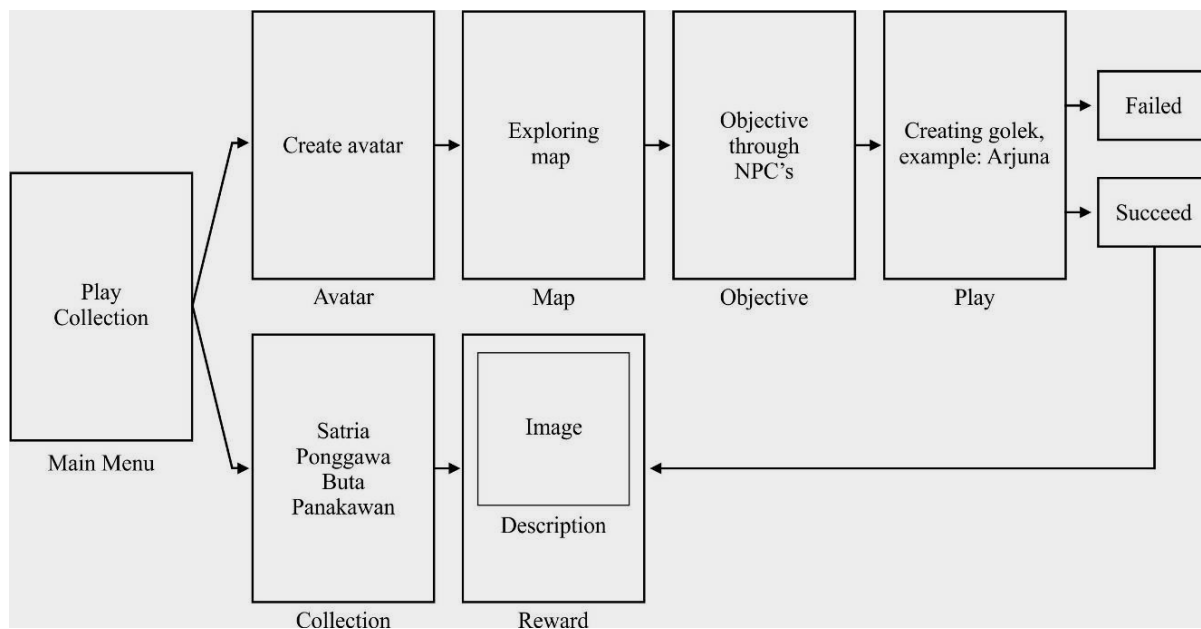 Create avatar
Avatar
Exploring
map
Map
Objective
through
NPC's
Objective
Creating golek,
example: Arjuna
Play
Failed
Succeed
Play
Collection
Main Menu
Satria
Ponggawa
Buta
Panakawan
Collection
Image
Description
Reward